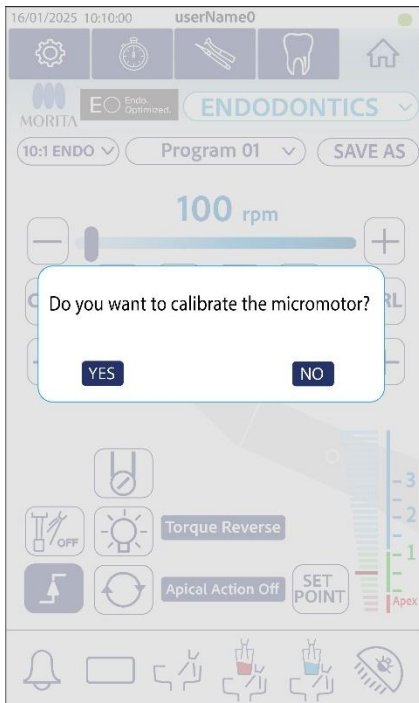 16/01/2025 10:10:00 userName0
MORITA
EO Endo. Optimized.
ENDODONTICS
10:1 ENDO
Program 01
SAVE AS
100 rpm
RL
Do you want to calibrate the micromotor?
YES NO
3
2
1
Apex
OFF
Torque Reverse
Apical Action Off
SET
POINT